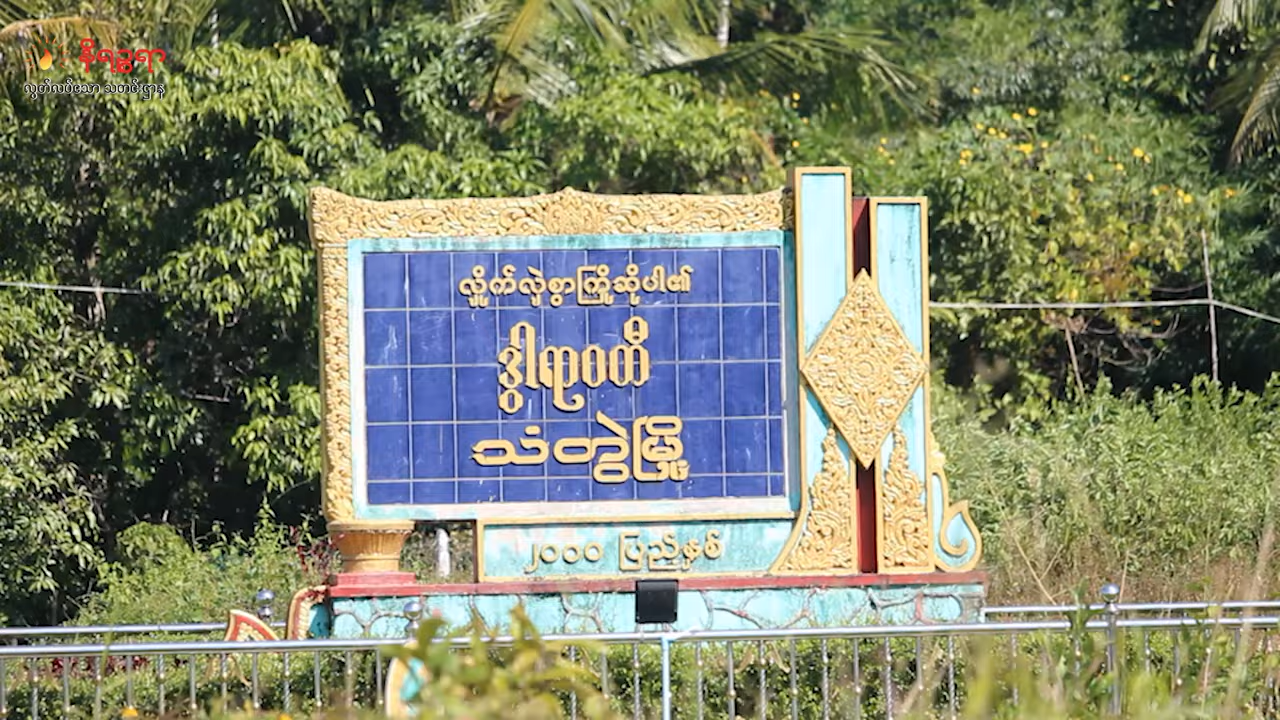 နိရဉ္စရာ
လွတ်လပ်သော သတင်းဌာန
လှိုက်လှဲစွာကြိုဆိုပါ၏
ဒွါရာဝတီ
သံတွဲမြို့
၂၀၁၀ ပြည့်နှစ်